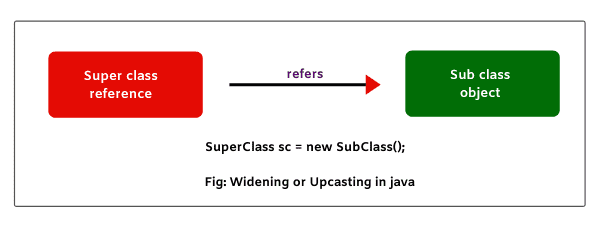 Super class
reference
refers
Sub class
object
SuperClass sc = new SubClass();
Fig: Widening or Upcasting in java